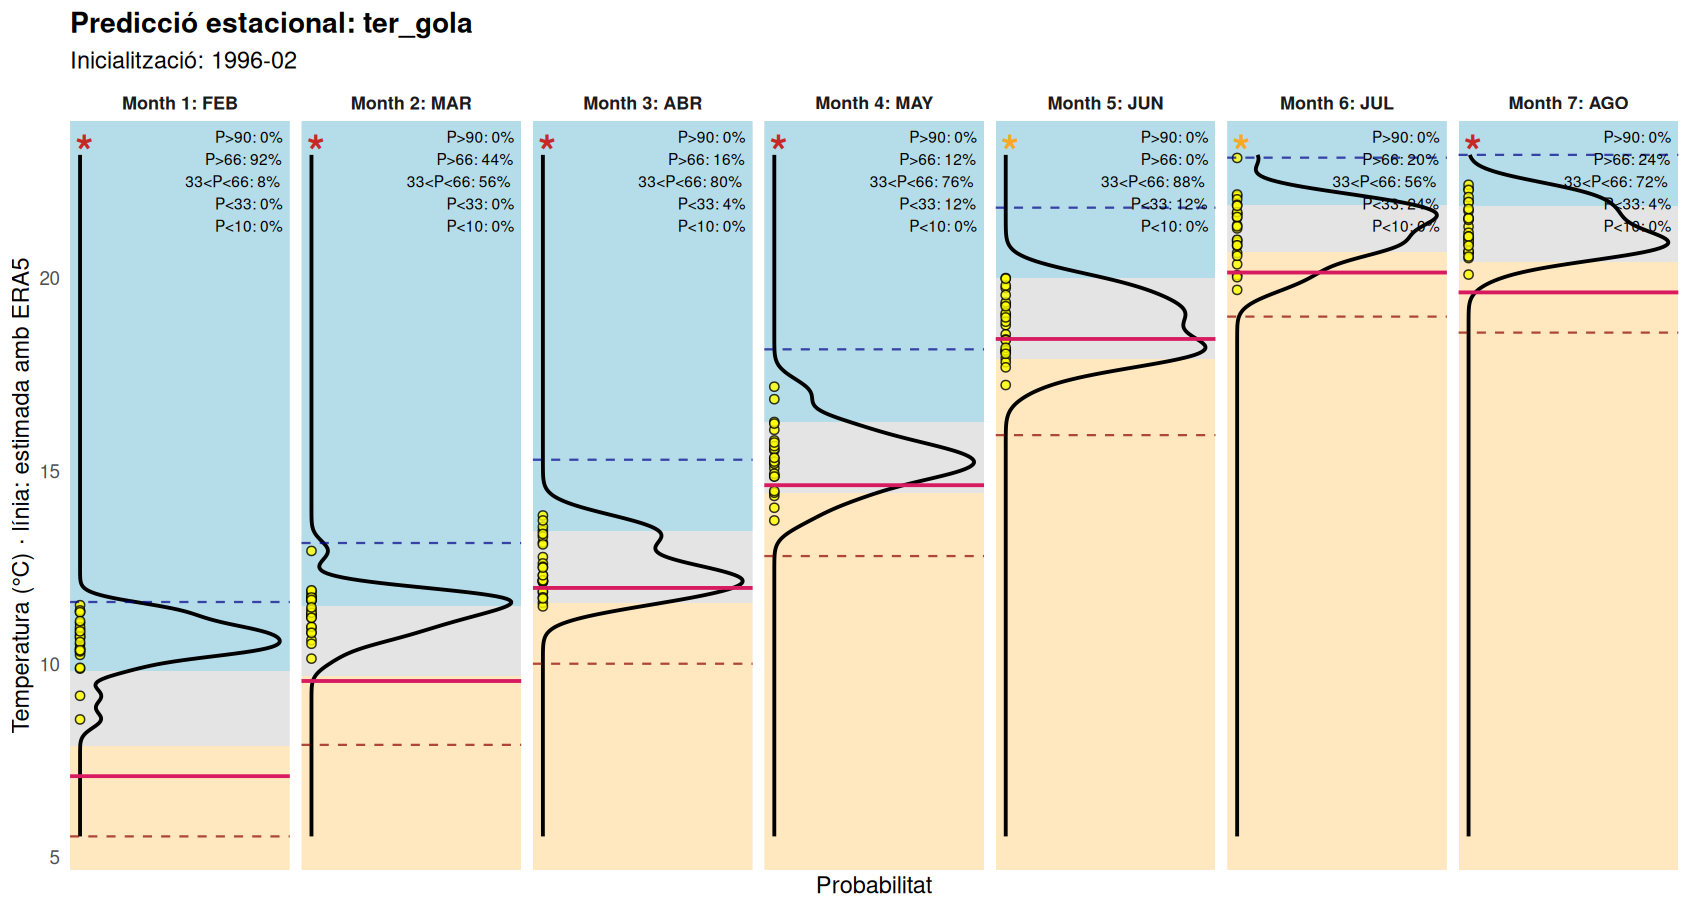 Predicció estacional: ter_gola
Inicialització: 1996-02
Month 1: FEB
Month 2: MAR
Month 3: ABR
Month 4: MAY
Month 5: JUN
Month 6: JUL
Month 7: AGO
*
P>90: 0%
P>66: 92%
33<P<66: 8%
P<33: 0%
P<10: 0%
*
P>90: 0%
P>66: 44%
33<P<66: 56%
P<33: 0%
P<10: 0%
*
P>90: 0%
P>66: 16%
33<P<66: 80%
P<33: 4%
P<10: 0%
*
P>90: 0%
P>66: 12%
33<P<66: 76%
P<33: 12%
P<10: 0%
*
P>90: 0%
P>66: 0%
33<P<66: 88%
P<33: 12%
P<10: 0%
*
P>90: 0%
P>66: 20%
33<P<66: 56%
P<33: 24%
P<10: 0%
*
P>90: 0%
P>66: 24%
33<P<66: 72%
P<33: 4%
P<10: 0%
20
15
10
5
Temperatura (°C) · línia: estimada amb ERA5
Probabilitat